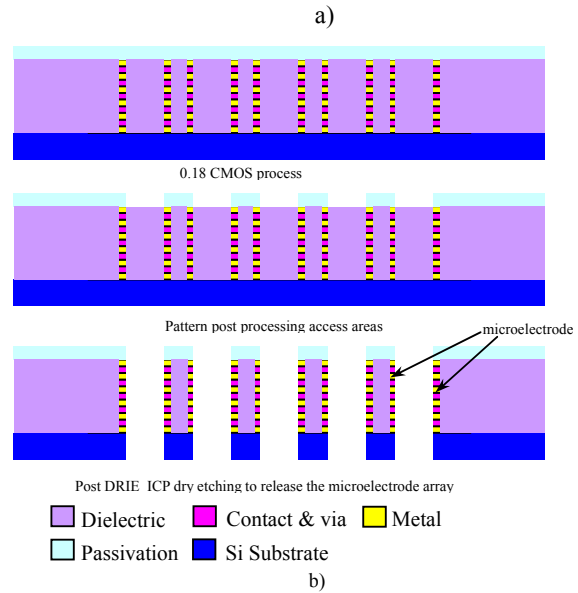 a)
0.18 CMOS process
Pattern post processing access areas
microelectrode
Post DRIE ICP dry etching to release the microelectrode array
Dielectric
Contact & via
Metal
Passivation
Si Substrate
b)